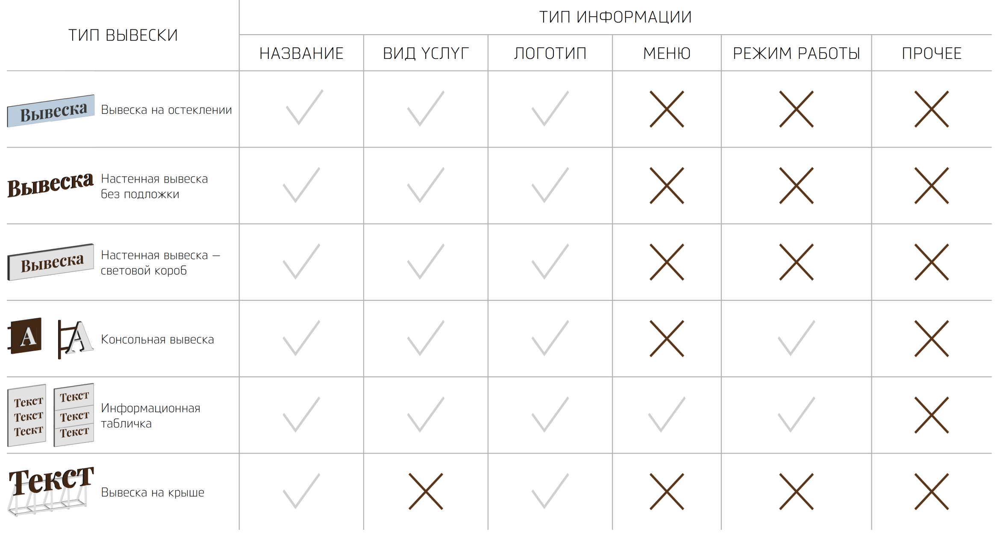 ТИП ВЫВЕСКИ
ТИП ИНФОРМАЦИИ
НАЗВАНИЕ
ВИД УСЛУГ
ЛОГОТИП
МЕНЮ
РЕЖИМ РАБОТЫ
ПРОЧЕЕ
Вывеска
Вывеска на остеклении
Вывеска
Настенная вывеска
без подложки
Вывеска
Настенная вывеска –
световой короб
А
А
Консольная вывеска
Текст
Текст
Тескт
Текст
Текст
Текст
Информационная
табличка
Текст
Вывеска на крыше